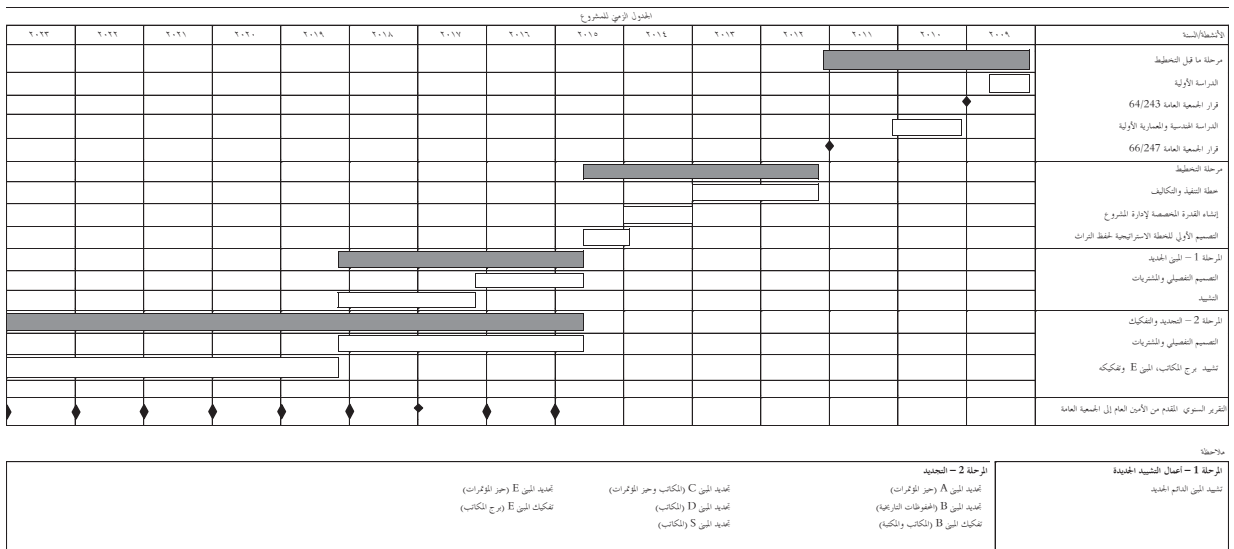 الجدول الزمني للمشروع
الأنشطة/السنة ٢٠٠٩ ٢٠١٠ ٢٠١١ ٢٠١٢ ٢٠١٣ ٢٠١٤ ٢٠١٥ ٢٠١٦ ٢٠١٧ ٢٠١٨ ٢٠١٩ ٢٠٢٠ ٢٠٢١ ٢٠٢٢ ٢٠٢٣
مرحلة ما قبل التخطيط
الدراسة الأولية
قرار الجمعية العامة 64/243
الدراسة الهندسية والمعمارية الأولية
قرار الجمعية العامة 66/247
مرحلة التخطيط
خطة التنفيذ والتكاليف
إنشاء القدرة المخصصة لإدارة المشروع
التصميم الأولي للخطة الاستراتيجية لحفظ التراث
المرحلة 1 – المبنى الجديد
التصميم التفصيلي والمشتريات
التشييد
المرحلة 2 – التجديد والتفكيك
التصميم التفصيلي والمشتريات
تشييد برج المكاتب، المبنى E وتفكيكه
التقرير السنوي المقدم من الأمين العام إلى الجمعية العامة
ملاحظة
المرحلة 1 – أعمال التشييد الجديدة
تشييد المبنى الدائم الجديد
المرحلة 2 – التجديد
تجديد المبنى A (حيز المؤتمرات)
تجديد المبنى B (المحفوظات التاريخية)
تفكيك المبنى B (المكاتب والمكتبة)
تجديد المبنى C (المكاتب وحيز المؤتمرات)
تجديد المبنى D (المكاتب)
تجديد المبنى S (المكاتب)
تجديد المبنى E (حيز المؤتمرات)
تفكيك المبنى E (برج المكاتب)